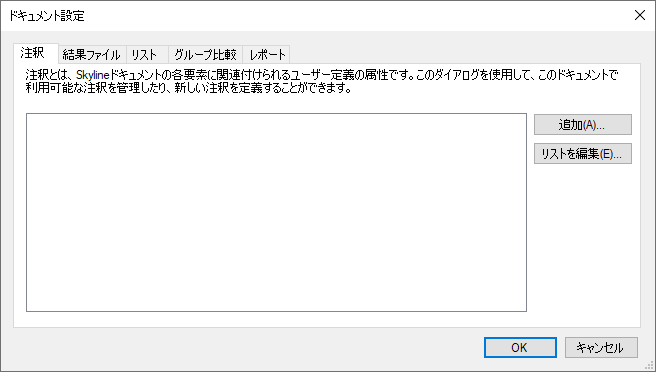 ドキュメント設定
注釈 結果ファイル リスト グループ比較 レポート
注釈とは、Skylineドキュメントの各要素に関連付けられるユーザー定義の属性です。このダイアログを使用して、このドキュメントで
利用可能な注釈を管理したり、新しい注釈を定義することができます。
追加(A)...
リストを編集(E)...
OK キャンセル